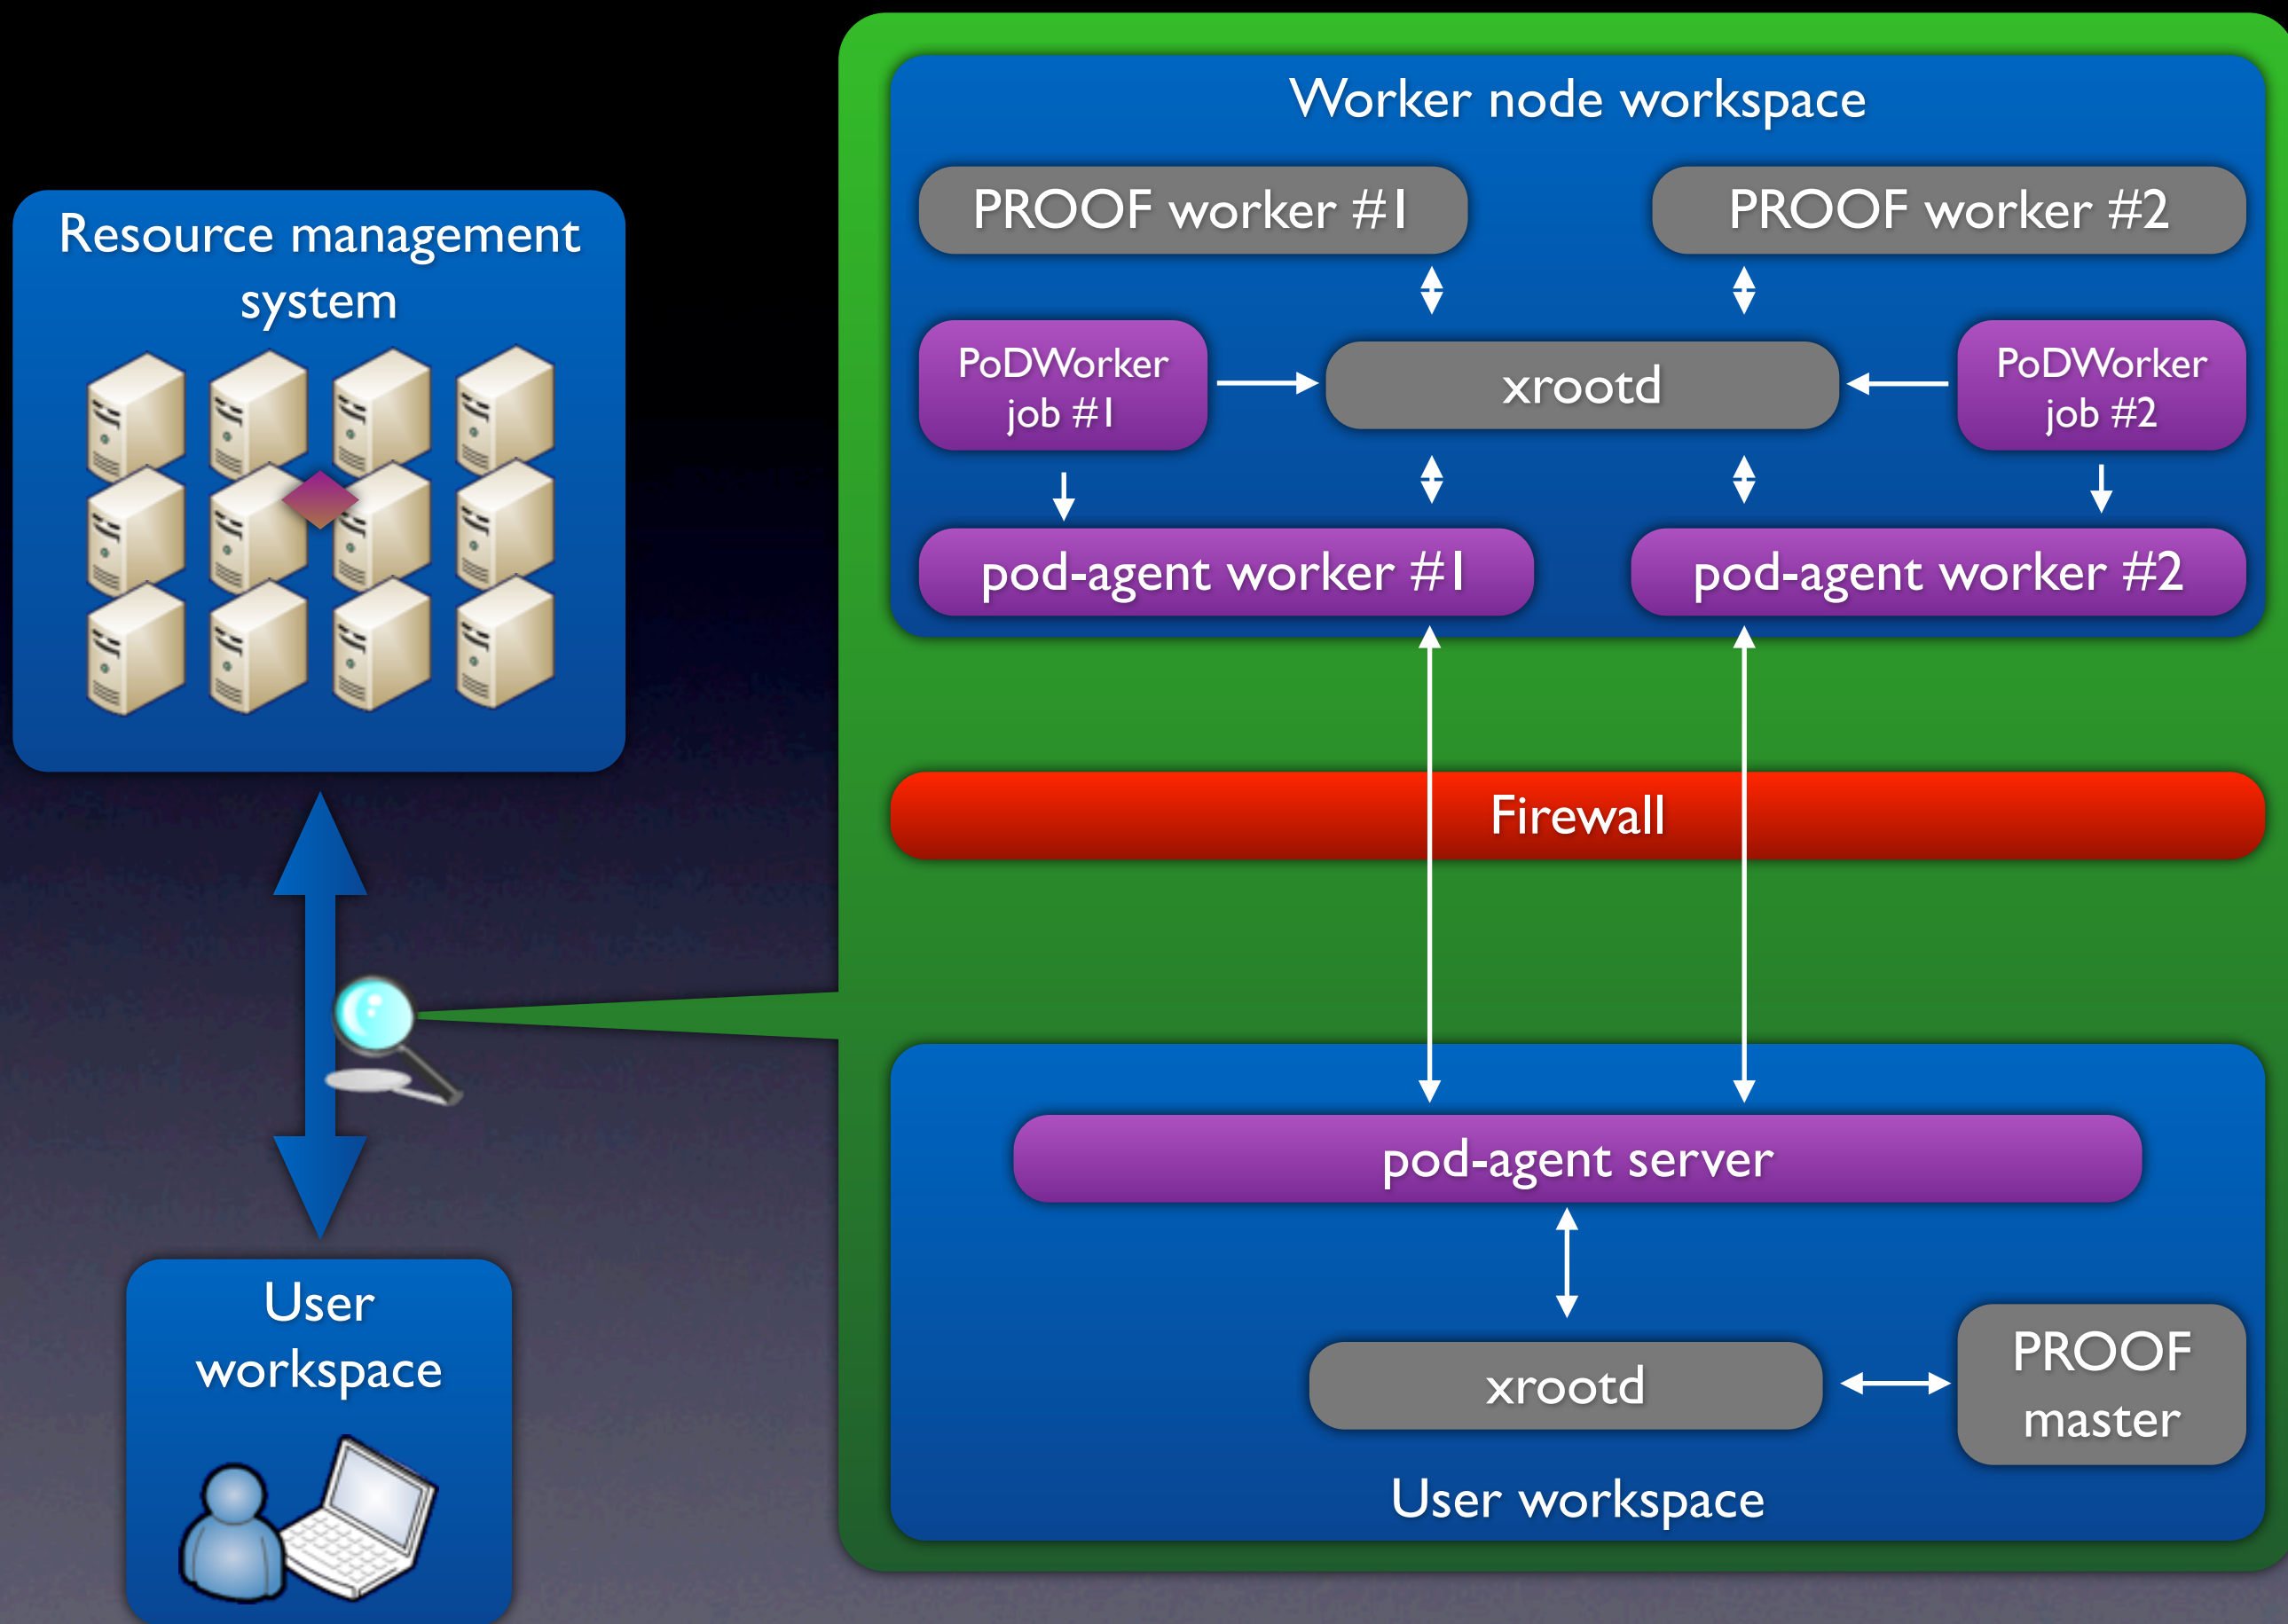 Resource management
system
User
workspace
Worker node workspace
PROOF worker #1
PROOF worker #2
PoDWorker
job #1
xrootd
PoDWorker
job #2
pod-agent worker #1
pod-agent worker #2
Firewall
pod-agent server
xrootd
PROOF
master
User workspace